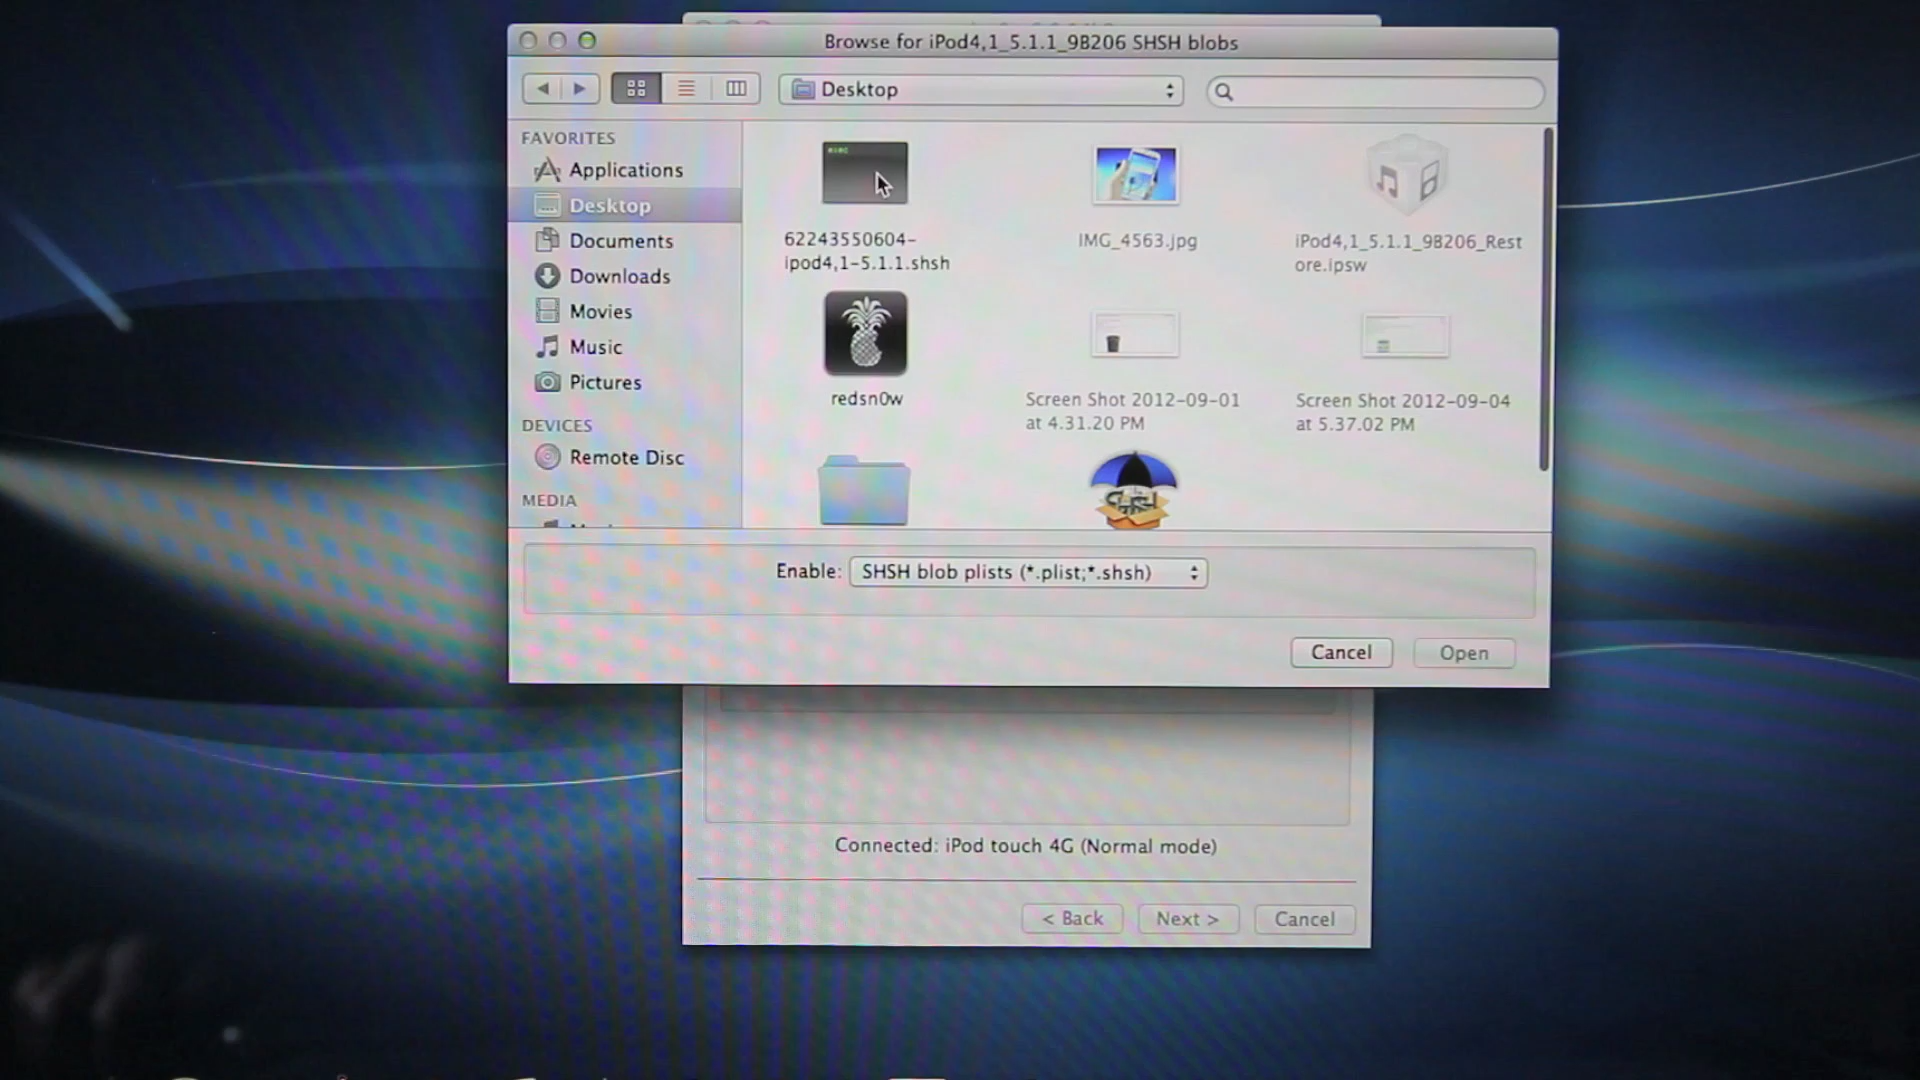 Browse for iPod4,1_5.1.1_9B206 SHSH blobs
Desktop
FAVORITES
Applications
Desktop
Documents
Downloads
Movies
Music
Pictures
DEVICES
Remote Disc
MEDIA
exec
62243550604-
ipod4,1-5.1.1.shsh
IMG_4563.jpg
iPod4,1_5.1.1_9B206_Rest
ore.ipsw
redsn0w
Screen Shot 2012-09-01
at 4.31.20 PM
Screen Shot 2012-09-04
at 5.37.02 PM
Enable: SHSH blob plists (*.plist;*.shsh)
Cancel
Open
Connected: iPod touch 4G (Normal mode)
< Back
Next >
Cancel